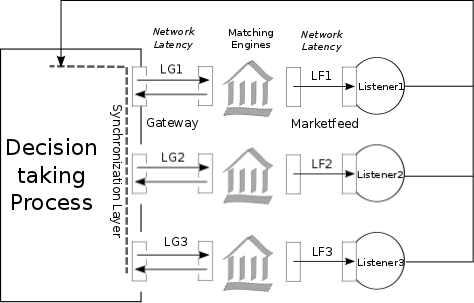 Network
Latency
Matching
Engines
Network
Latency
LG1
LF1
Listener1
Gateway
Marketfeed
Decision
taking
Process
Synchronization Layer
LG2
LF2
Listener2
LG3
LF3
Listener3